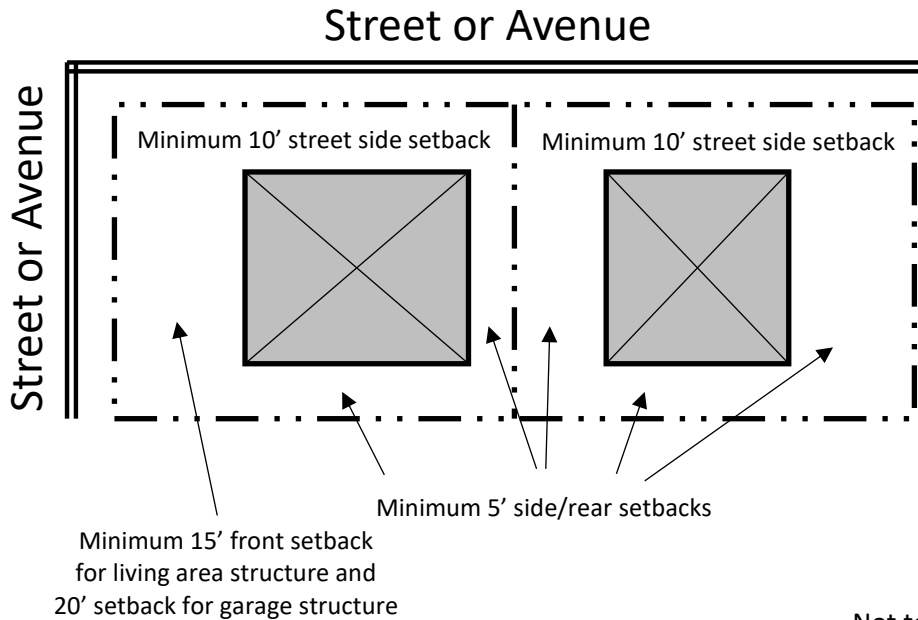 Street or Avenue
Street or Avenue
Minimum 10’ street side setback
Minimum 10’ street side setback
Minimum 5’ side/rear setbacks
Minimum 15’ front setback
for living area structure and
20’ setback for garage structure
Not